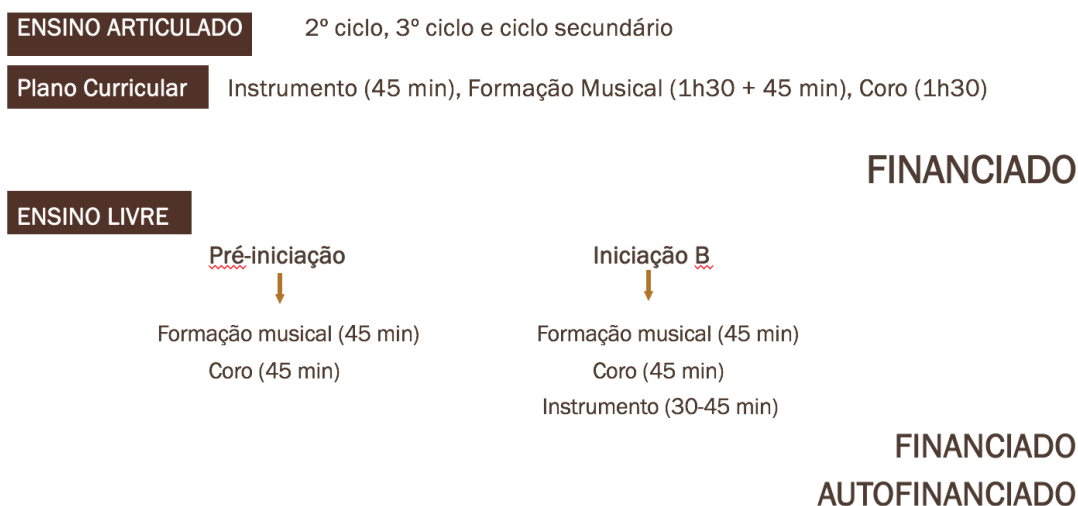 ENSINO ARTICULADO 2º ciclo, 3º ciclo e ciclo secundário
Plano Curricular Instrumento (45 min), Formação Musical (1h30 + 45 min), Coro (1h30)
FINANCIADO
ENSINO LIVRE
Pré-iniciação Iniciação B
Formação musical (45 min) Formação musical (45 min)
Coro (45 min) Coro (45 min)
Instrumento (30-45 min)
FINANCIADO
AUTOFINANCIADO